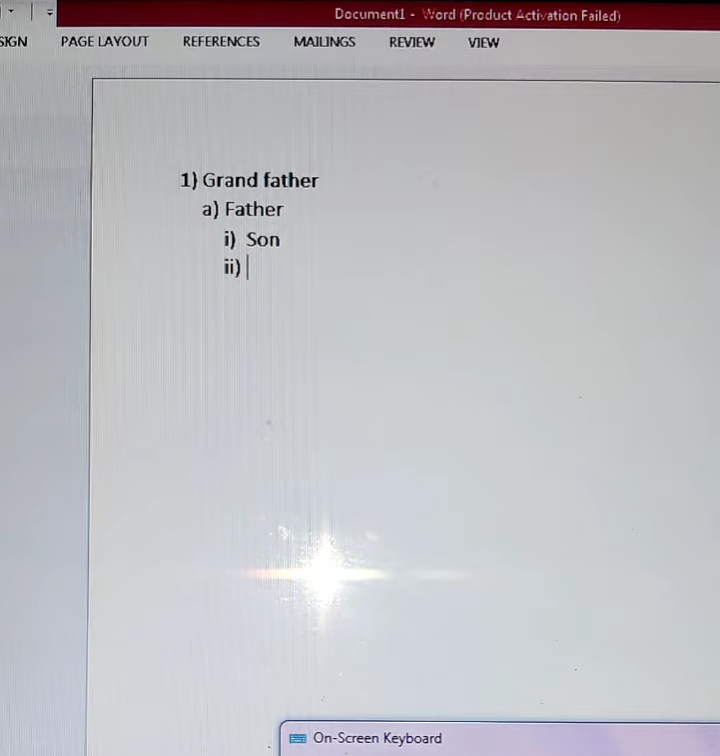 Document1 - Word (Product Activation Failed)
SIGN PAGE LAYOUT REFERENCES MAILINGS REVIEW VIEW
1) Grand father
a) Father
i) Son
ii)
On-Screen Keyboard